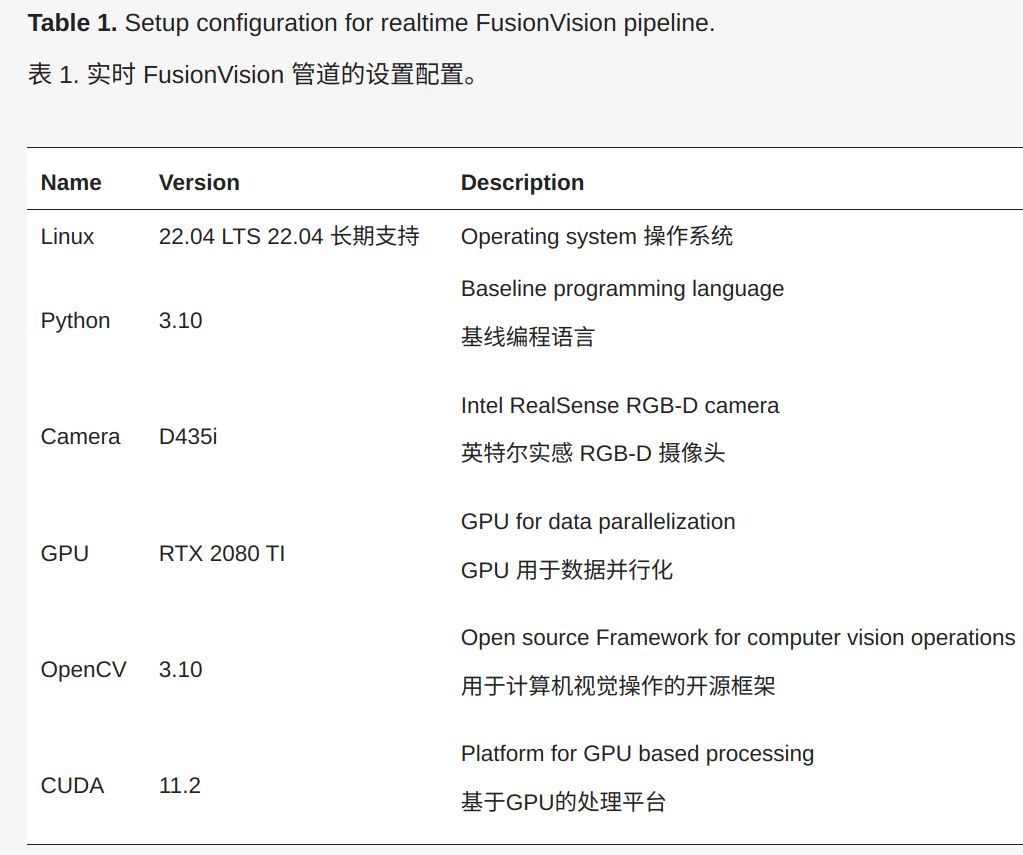 Table 1. Setup configuration for realtime FusionVision pipeline.
表 1. 实时 FusionVision 管道的设置配置。
Name Version Description
Linux 22.04 LTS 22.04 长期支持 Operating system 操作系统
Baseline programming language
Python 3.10
基线编程语言
Intel RealSense RGB-D camera
Camera D435i
英特尔实感 RGB-D 摄像头
GPU for data parallelization
GPU RTX 2080 TI
GPU 用于数据并行化
Open source Framework for computer vision operations
OpenCV 3.10
用于计算机视觉操作的开源框架
Platform for GPU based processing
CUDA 11.2
基于GPU的处理平台